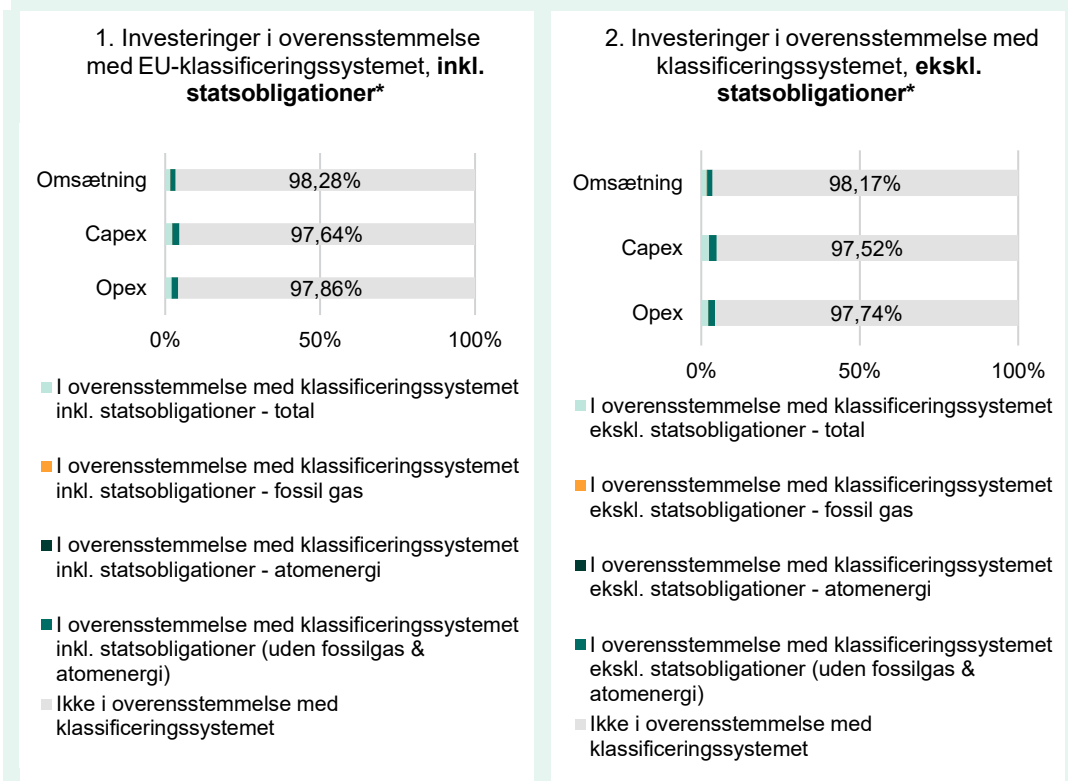 1. Investeringer i overensstemmelse
med EU-klassificeringssystemet, inkl.
statsobligationer*
Omsætning
98,28%
Capex
97,64%
Opex
97,86%
0%
50%
100%
I overensstemmelse med klassificeringssystemet
inkl. statsobligationer - total
I overensstemmelse med klassificeringssystemet
inkl. statsobligationer - fossil gas
I overensstemmelse med klassificeringssystemet
inkl. statsobligationer - atomenergi
I overensstemmelse med klassificeringssystemet
inkl. statsobligationer (uden fossilgas &
atomenergi)
Ikke i overensstemmelse med
klassificeringssystemet
2. Investeringer i overensstemmelse med
klassificeringssystemet, ekskl.
statsobligationer*
Omsætning
98,17%
Capex
97,52%
Opex
97,74%
0%
50%
100%
I overensstemmelse med klassificeringssystemet
ekskl. statsobligationer - total
I overensstemmelse med klassificeringssystemet
ekskl. statsobligationer - fossil gas
I overensstemmelse med klassificeringssystemet
ekskl. statsobligationer - atomenergi
I overensstemmelse med klassificeringssystemet
ekskl. statsobligationer (uden fossilgas &
atomenergi)
Ikke i overensstemmelse med
klassificeringssystemet